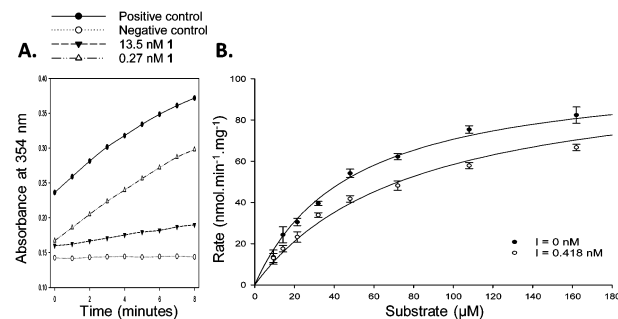 Positive control
Negative control
13.5 nM 1
0.27 nM 1
A.
B.
Absorbance at 354 nm
0.40
0.35
0.30
0.25
0.20
0.15
0.10
0 2 4 6 8
Time (minutes)
Rate (nmol.min⁻¹.mg⁻¹)
100
80
60
40
20
0
0 20 40 60 80 100 120 140 160 180
Substrate (µM)
I = 0 nM
I = 0.418 nM